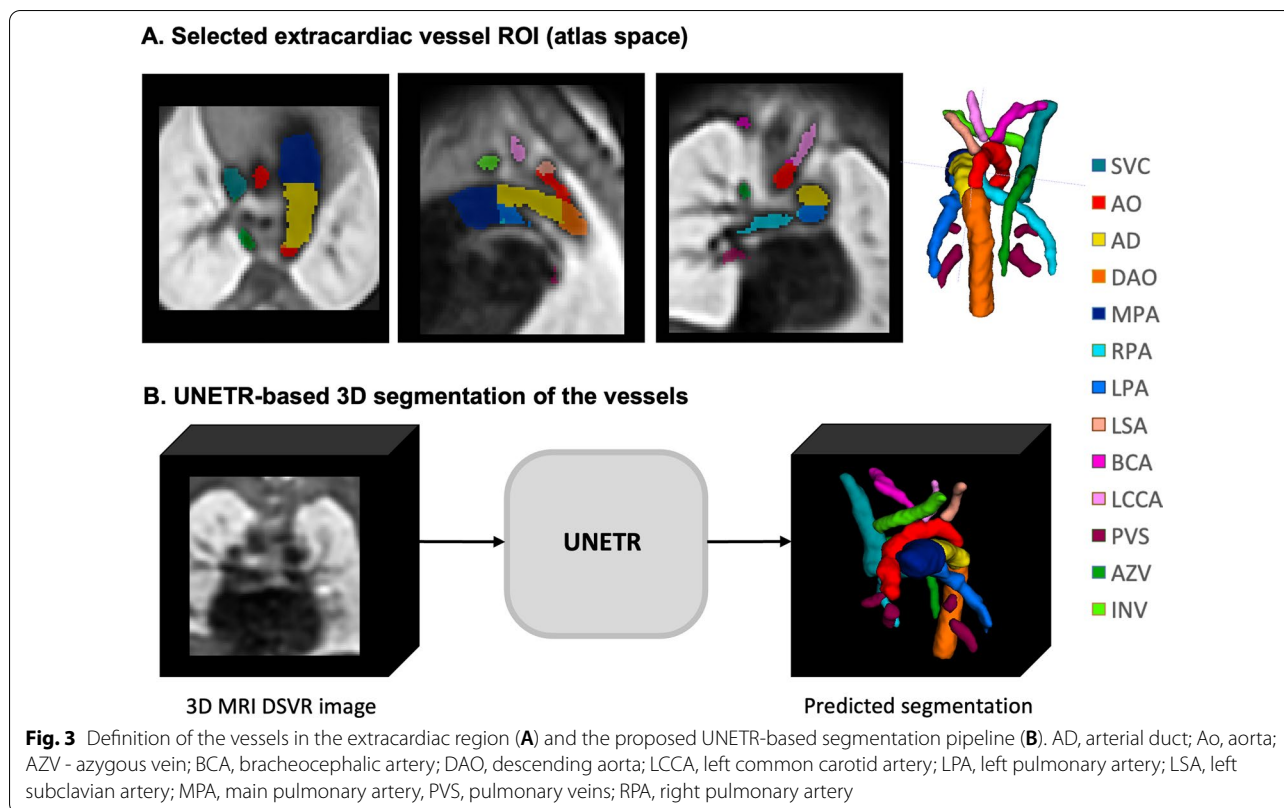 A. Selected extracardiac vessel ROI (atlas space)
SVC
AO
AD
DAO
MPA
RPA
LPA
LSA
BCA
LCCA
PVS
AZV
INV
B. UNETR-based 3D segmentation of the vessels
UNETR
3D MRI DSVR image
Predicted segmentation
Fig. 3 Definition of the vessels in the extracardiac region (A) and the proposed UNETR-based segmentation pipeline (B). AD, arterial duct; Ao, aorta;
AZV - azygous vein; BCA, bracheocephalic artery; DAO, descending aorta; LCCA, left common carotid artery; LPA, left pulmonary artery; LSA, left
subclavian artery; MPA, main pulmonary artery, PVS, pulmonary veins; RPA, right pulmonary artery